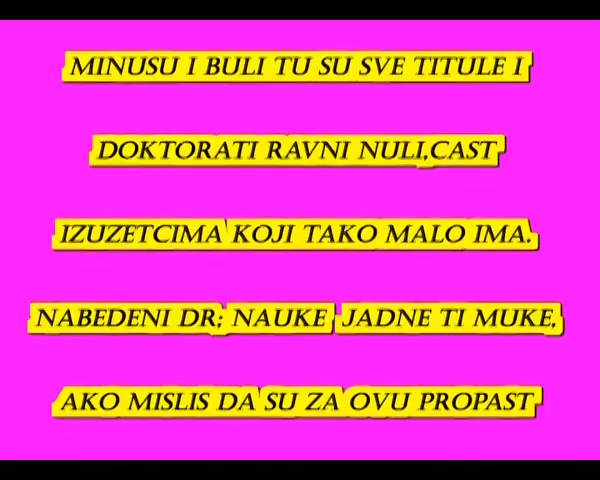 MINUSU I BULI TU SU SVE TITULE I
DOKTORATI RAVNI NULI,CAST
IZUZETCIMA KOJI TAKO MALO IMA.
NABEDENI DR; NAUKE JADNE TI MUKE,
AKO MISLIS DA SU ZA OVU PROPAST